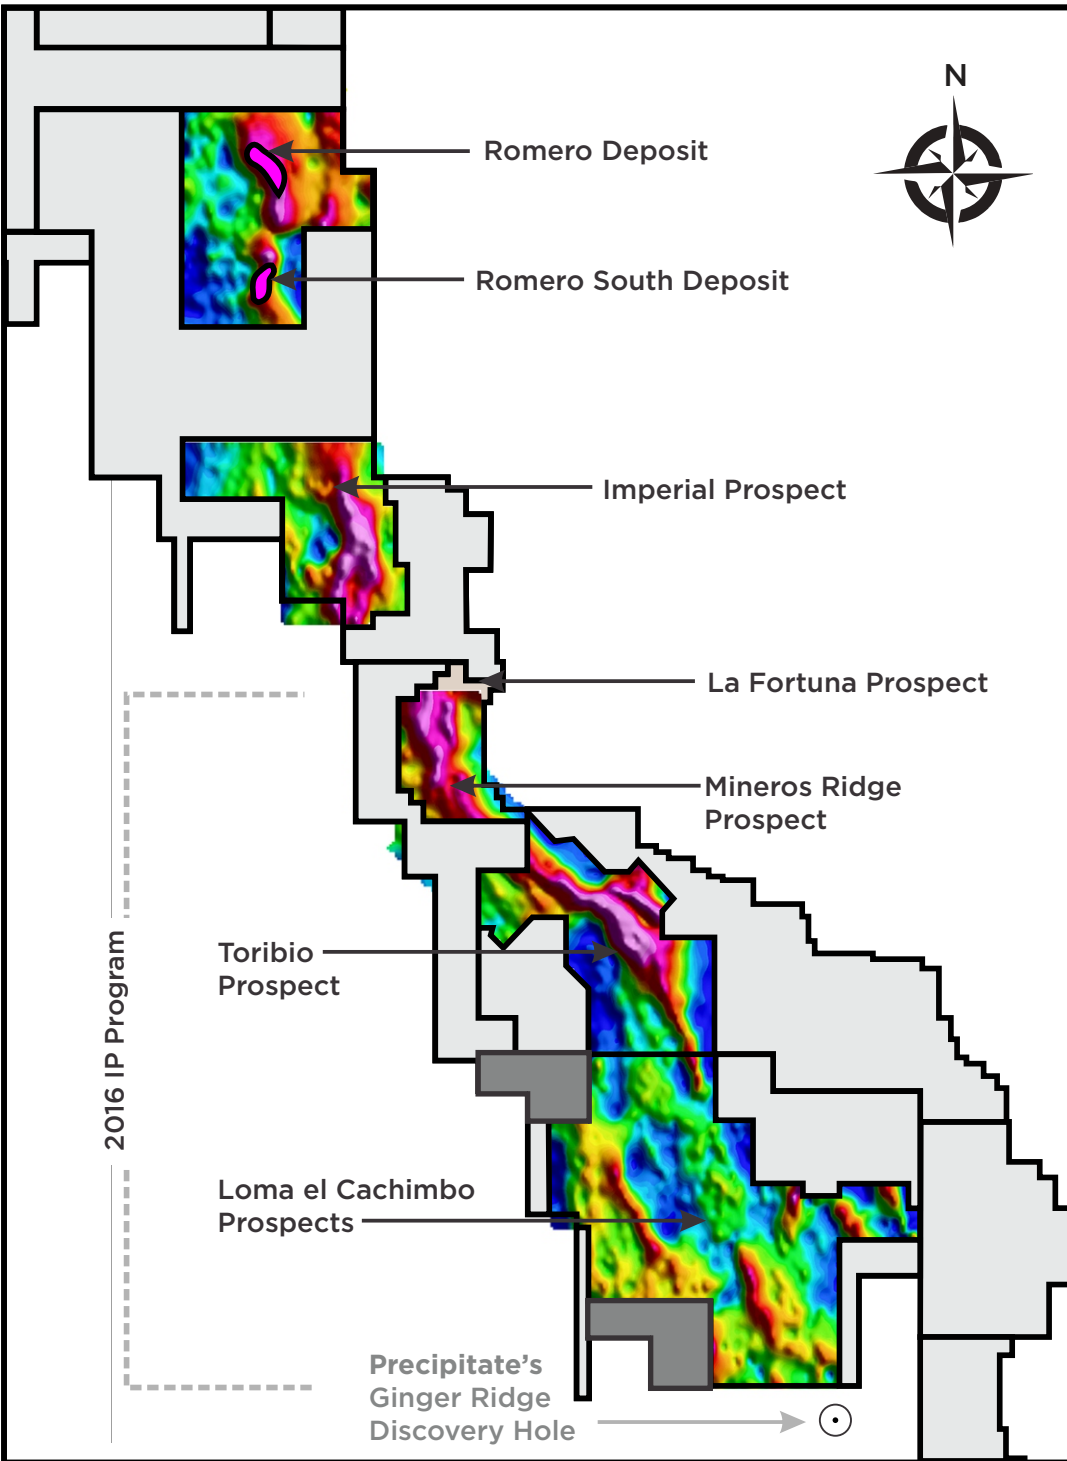 N
Romero Deposit
Romero South Deposit
Imperial Prospect
La Fortuna Prospect
Mineros Ridge
Prospect
Toribio
Prospect
2016 IP Program
Loma el Cachimbo
Prospects
Precipitate's
Ginger Ridge
Discovery Hole